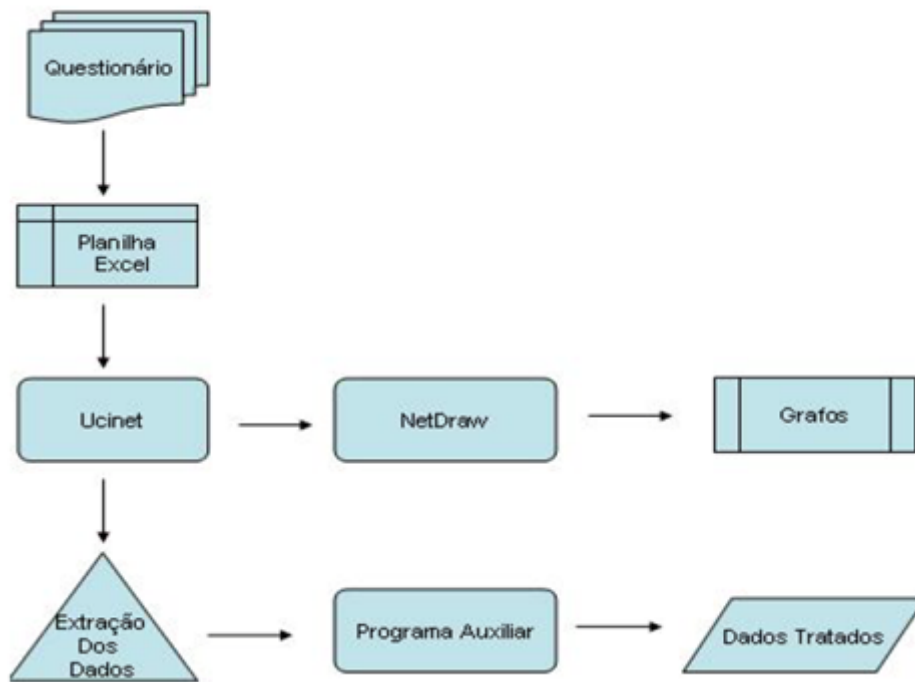 Questionário
Planilha
Excel
Ucinet
NetDraw
Grafos
Extração
Dos
Dados
Programa Auxiliar
Dados Tratados